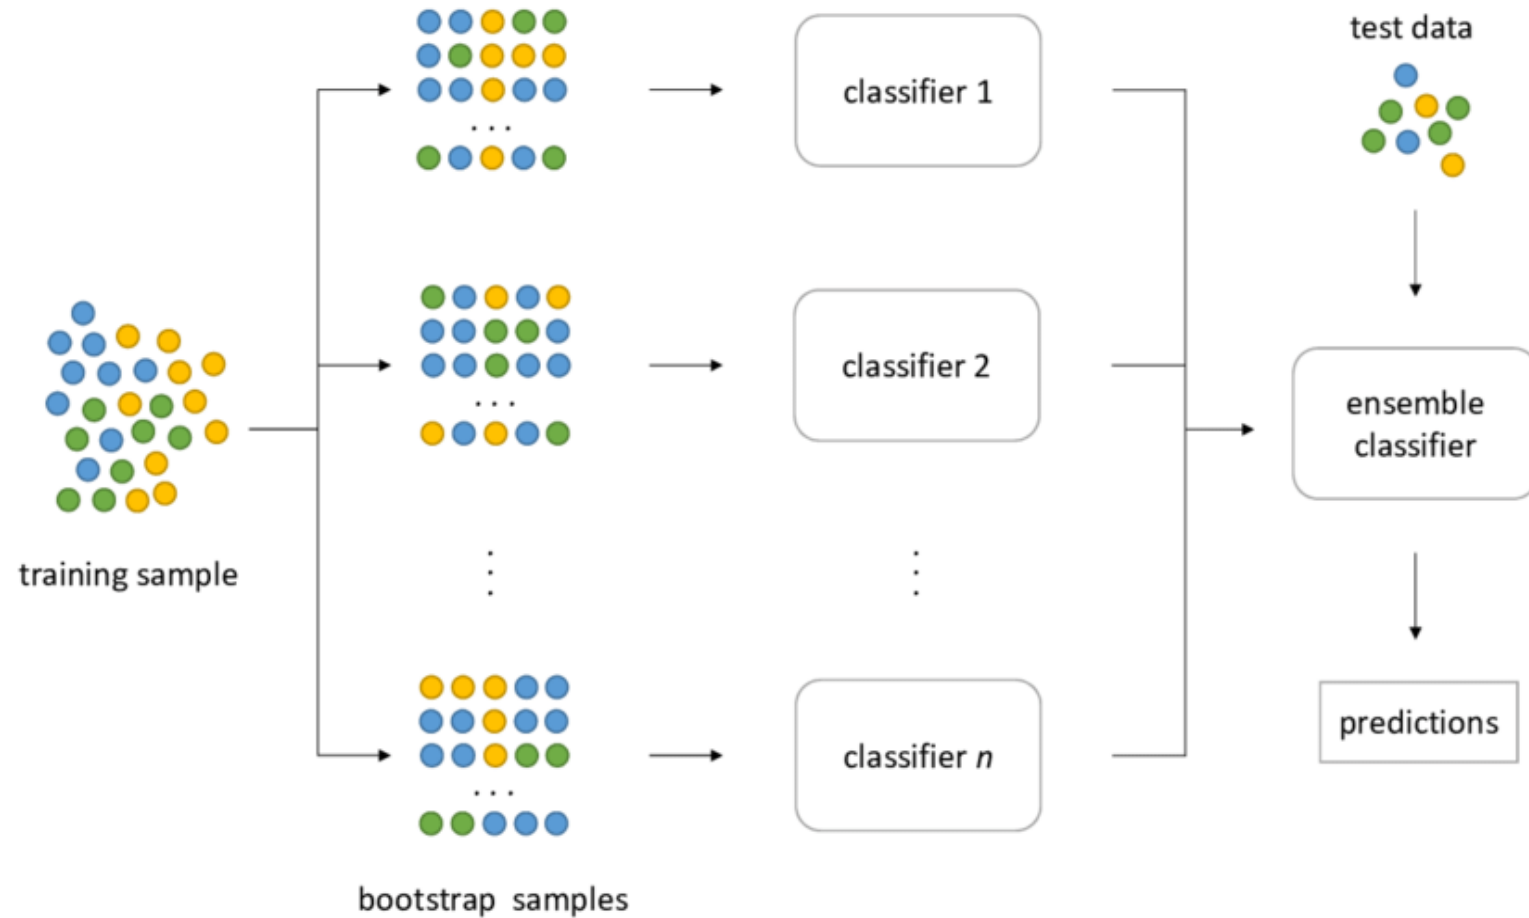 test data
classifier 1
classifier 2
ensemble
classifier
training sample
classifier n
predictions
bootstrap samples